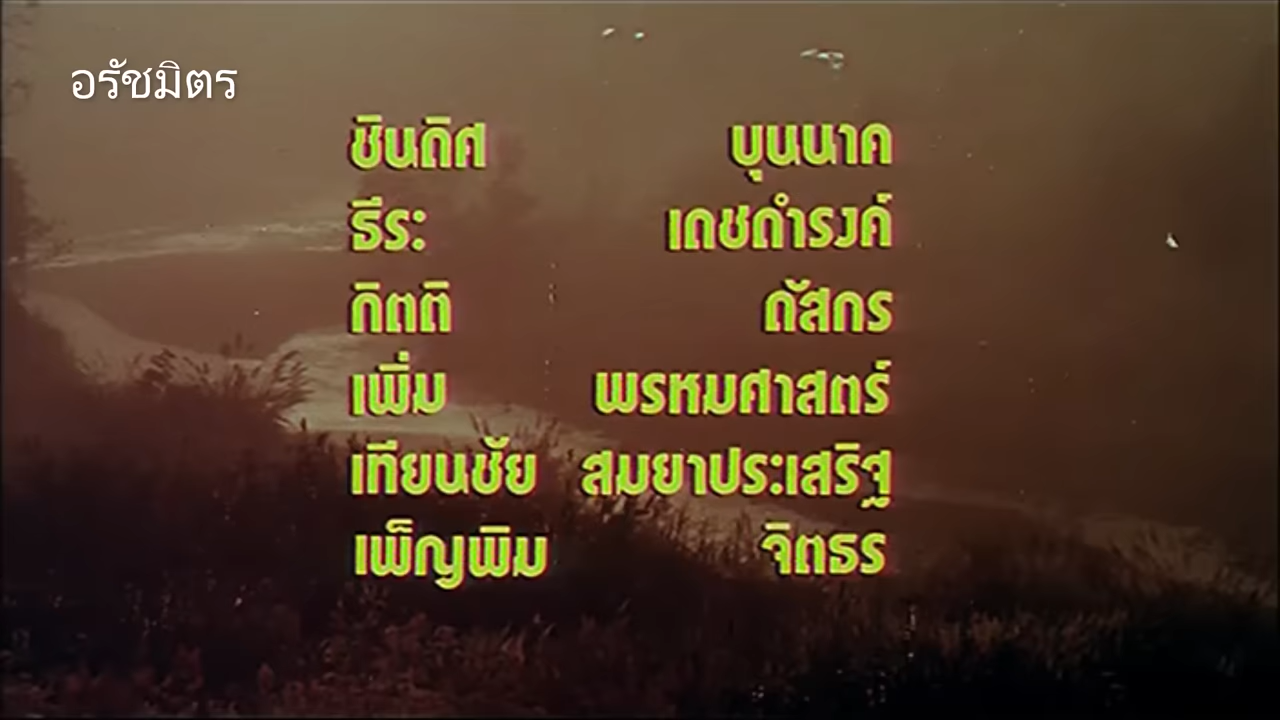 อรัชมิตร
ชินดิศ บุนนาค
ธีระ เดชดำรงค์
กิตติ ดัสกร
เพิ่ม พรหมศาสตร์
เทียนชัย สมยาประเสริฐ
เพ็ญพิม จิตธร